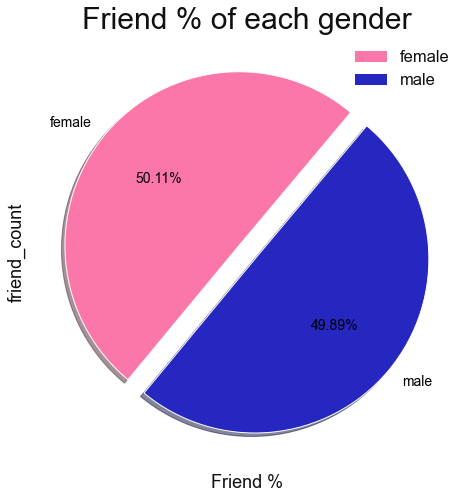 Friend % of each gender
female
male
female
50.11%
friend_count
49.89%
male
Friend %